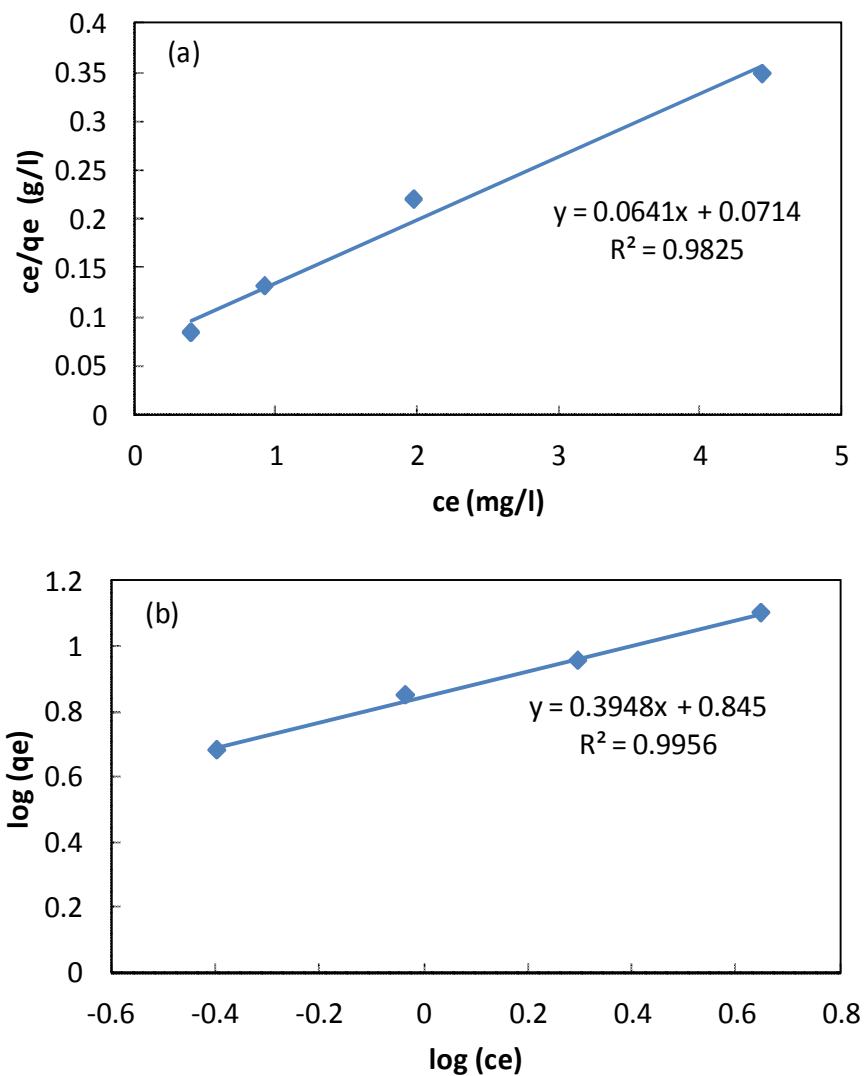 (a)
0.4
0.35
0.3
0.25
0.2
0.15
0.1
0.05
0
ce/qe (g/l)
y = 0.0641x + 0.0714
R² = 0.9825
0 1 2 3 4 5
ce (mg/l)
(b)
1.2
1
0.8
0.6
0.4
0.2
0
log (qe)
y = 0.3948x + 0.845
R² = 0.9956
-0.6 -0.4 -0.2 0 0.2 0.4 0.6 0.8
log (ce)